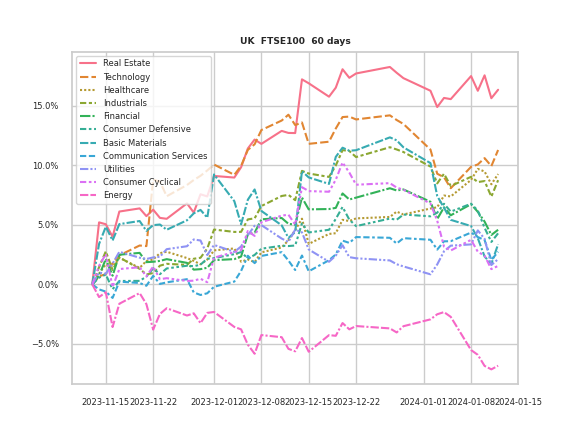 UK  FTSE100  60 days
Real Estate
Technology
Healthcare
Industrials
Financial
Consumer Defensive
Basic Materials
Communication Services
Utilities
Consumer Cyclical
Energy
15.0%
10.0%
5.0%
0.0%
−5.0%
2023-11-15 2023-11-22 2023-12-01 2023-12-08 2023-12-15 2023-12-22 2024-01-01 2024-01-08 2024-01-15